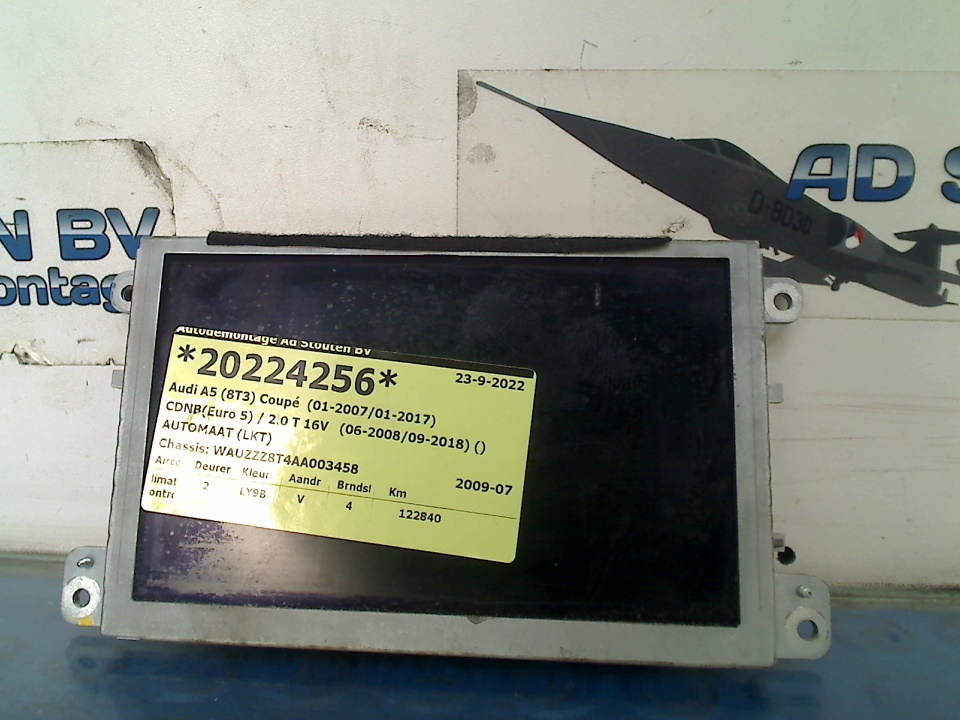 AD S
D-8030
N BV
ontag
Autodemontage Ad Stouten BV
*20224256*
23-9-2022
Audi A5 (8T3) Coupé (01-2007/01-2017)
CDNB(Euro 5) / 2.0 T 16V (06-2008/09-2018) ()
AUTOMAAT (LKT)
Chassis: WAUZZZ8T4AA003458
2009-07
Airco Deurer Kleur Aandr Brndst Km
limat 2 LY9B V 4 122840
ontro